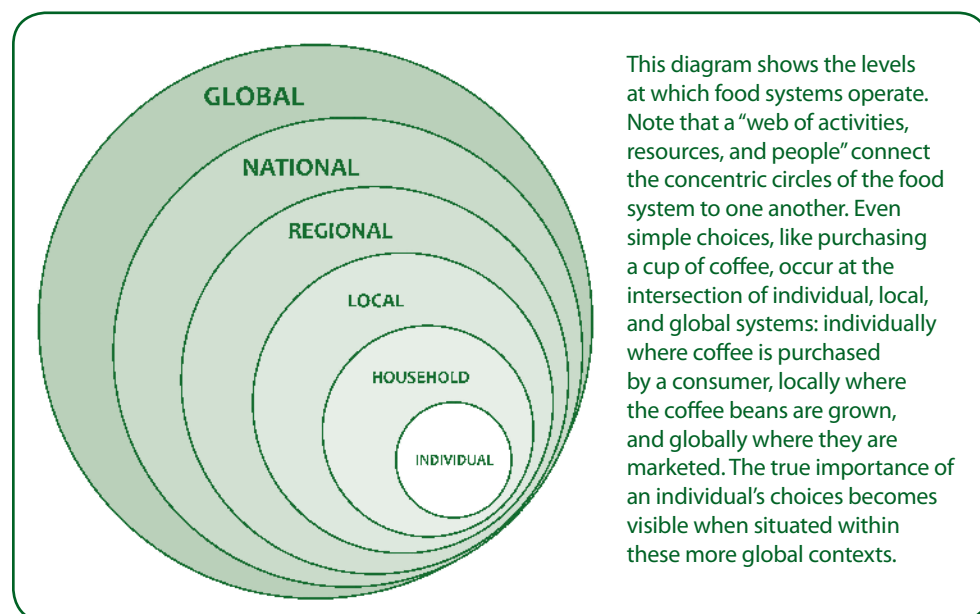 GLOBAL
NATIONAL
REGIONAL
LOCAL
HOUSEHOLD
INDIVIDUAL
This diagram shows the levels
at which food systems operate.
Note that a “web of activities,
resources, and people” connect
the concentric circles of the food
system to one another. Even
simple choices, like purchasing
a cup of coffee, occur at the
intersection of individual, local,
and global systems: individually
where coffee is purchased
by a consumer, locally where
the coffee beans are grown,
and globally where they are
marketed. The true importance of
an individual’s choices becomes
visible when situated within
these more global contexts.